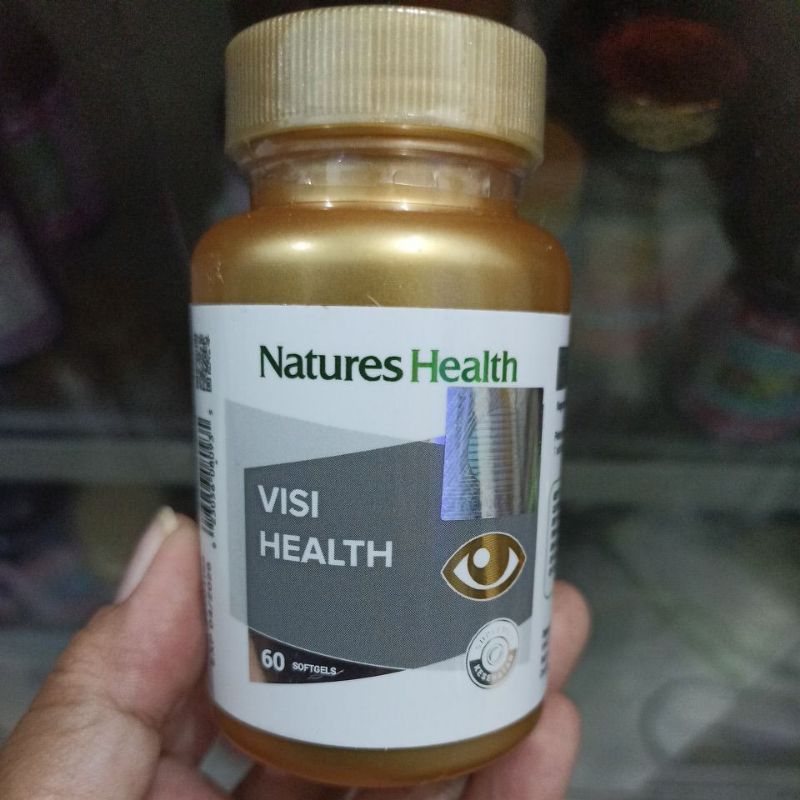 Natures Health
VISI
HEALTH
60 SOFTGELS